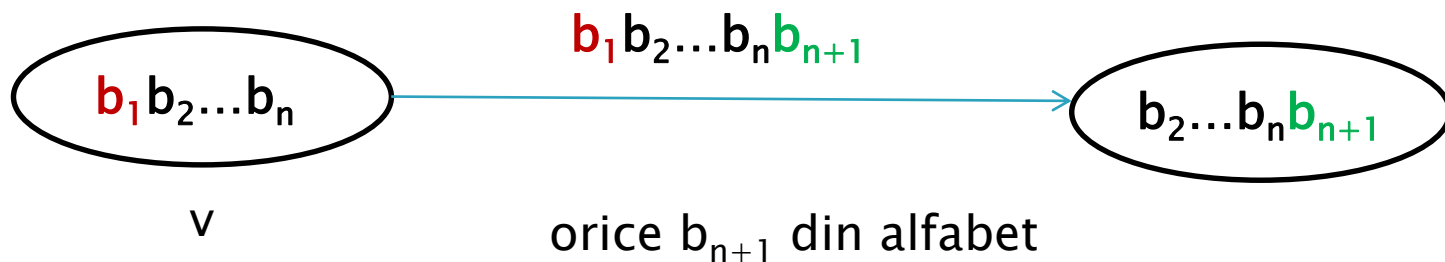 b₁b₂…bₙbₙ₊₁
b₁b₂…bₙ
b₂…bₙbₙ₊₁
v
orice bₙ₊₁ din alfabet